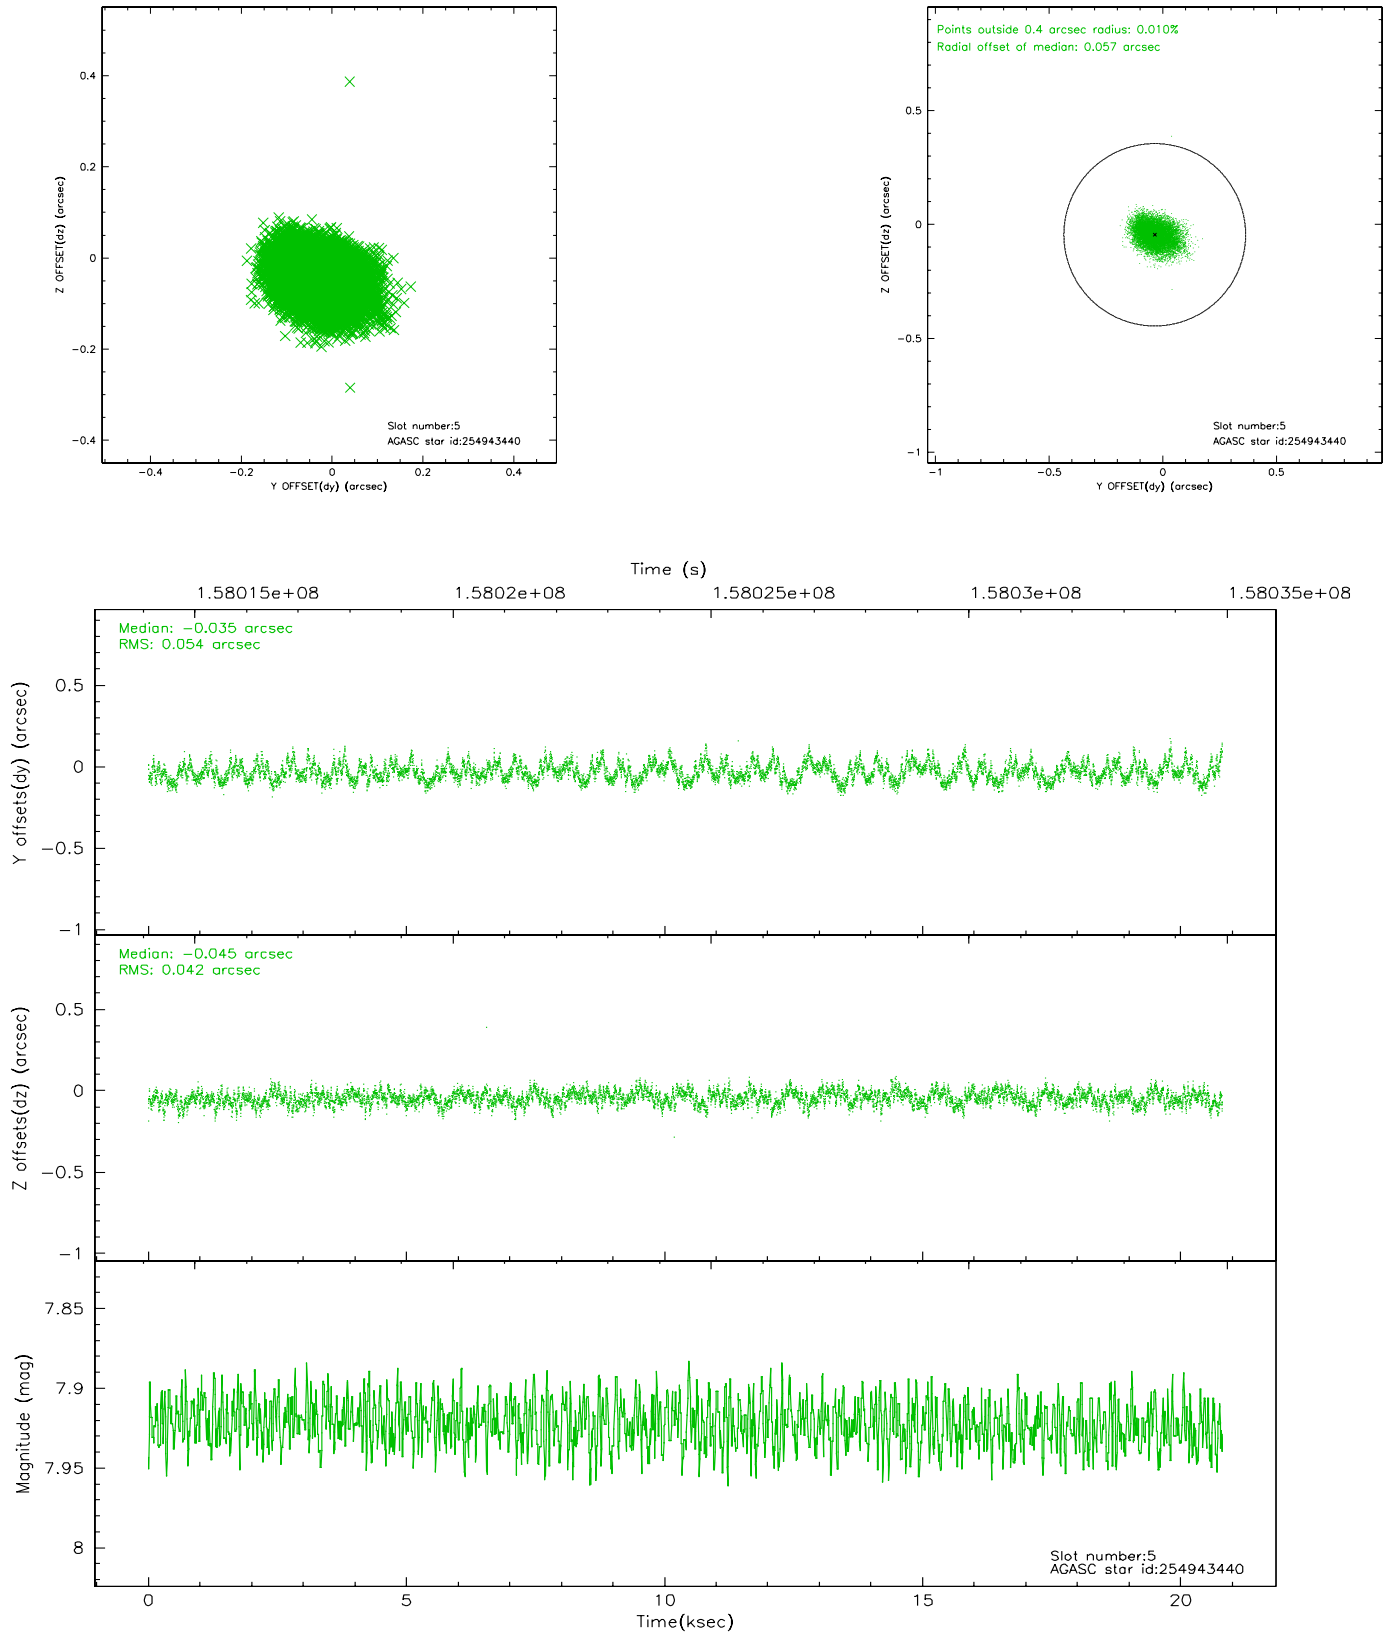 0.4
0.2
0
−0.2
−0.4
Z OFFSET(dz) (arcsec)
Slot number:5
AGASC star id:254943440
−0.4 −0.2 0 0.2 0.4
Y OFFSET(dy) (arcsec)
Points outside 0.4 arcsec radius: 0.010%
Radial offset of median: 0.057 arcsec
0.5
0
−0.5
−1
Z OFFSET(dz) (arcsec)
Slot number:5
AGASC star id:254943440
−1 −0.5 0 0.5
Y OFFSET(dy) (arcsec)
Time (s)
1.58015e+08 1.5802e+08 1.58025e+08 1.5803e+08 1.58035e+08
Median: −0.035 arcsec
RMS: 0.054 arcsec
0.5
0
−0.5
−1
Y offsets(dy) (arcsec)
Median: −0.045 arcsec
RMS: 0.042 arcsec
0.5
0
−0.5
−1
Z offsets(dz) (arcsec)
7.85
7.9
7.95
8
Magnitude (mag)
Slot number:5
AGASC star id:254943440
0 5 10 15 20
Time(ksec)